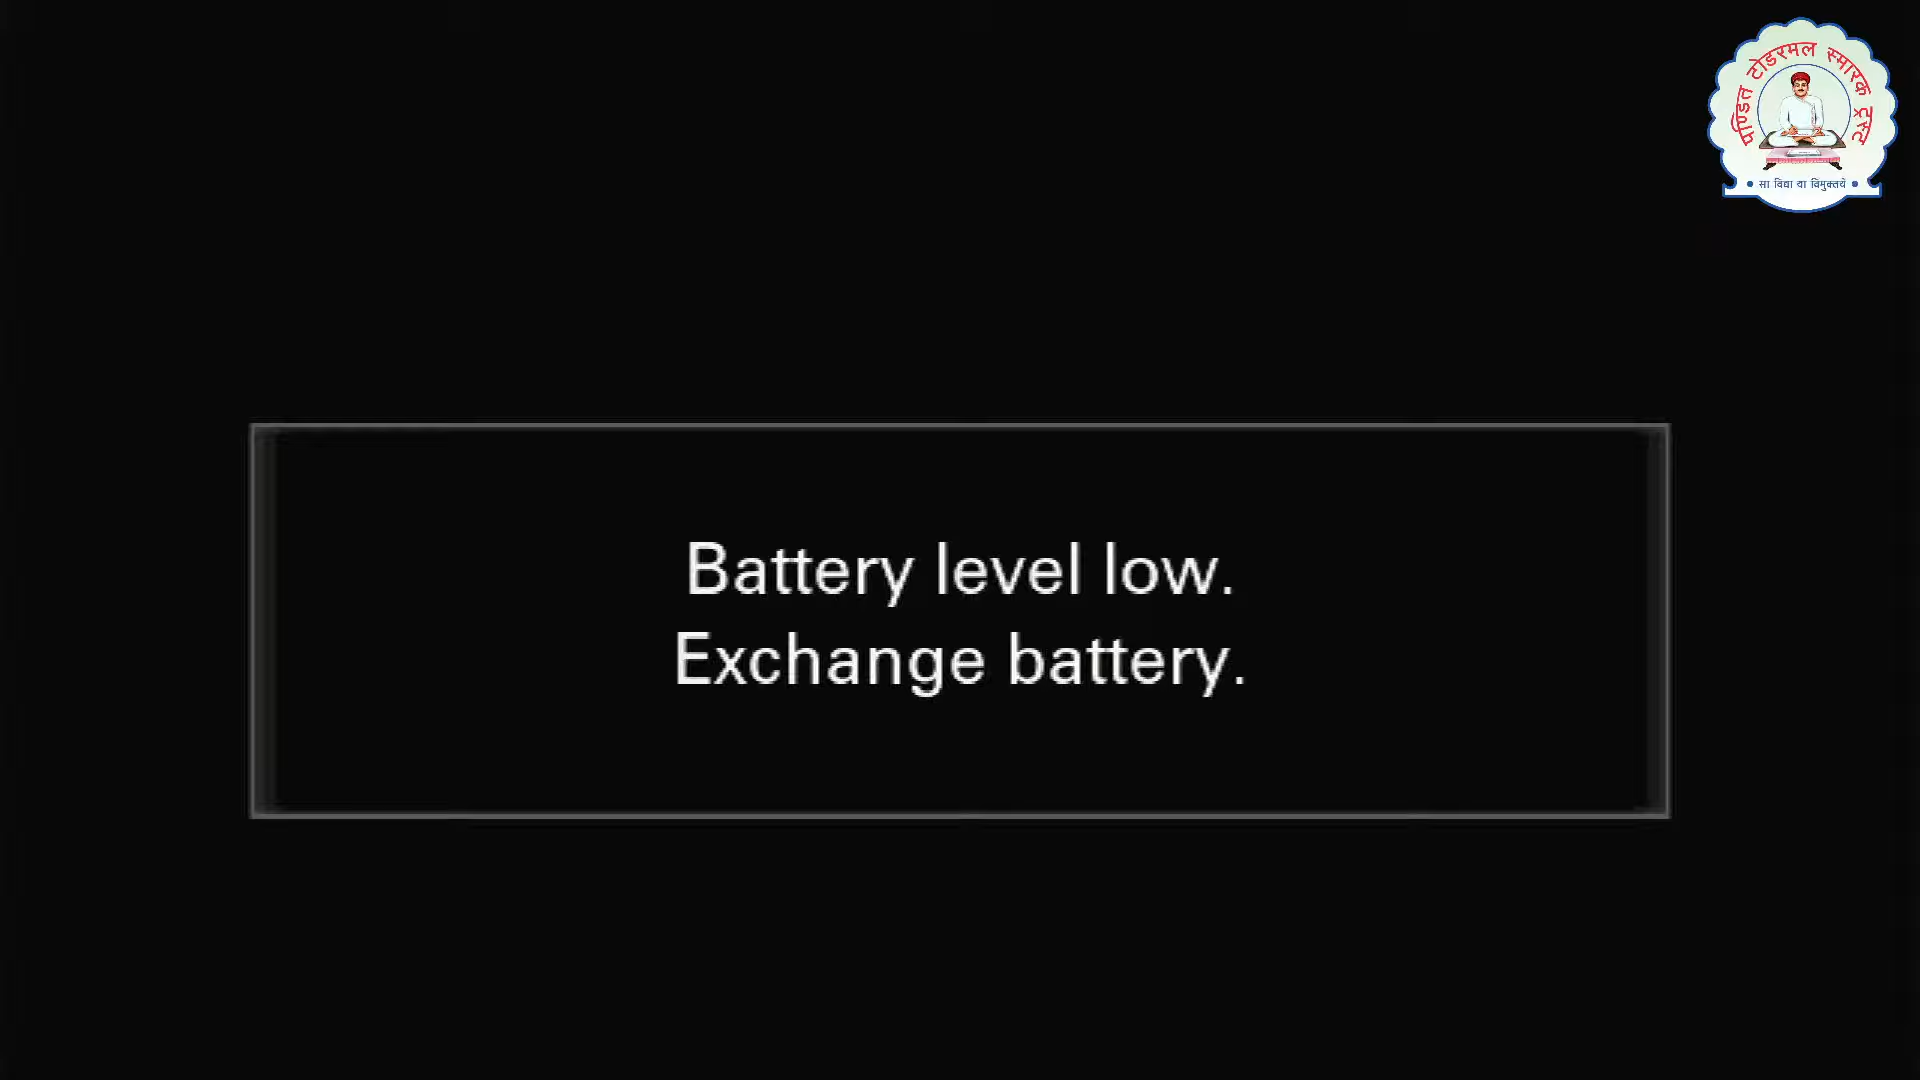 पण्डित टोडरमल स्मारक ट्रस्ट
• सा विद्या या विमुक्तये •
Battery level low.
Exchange battery.